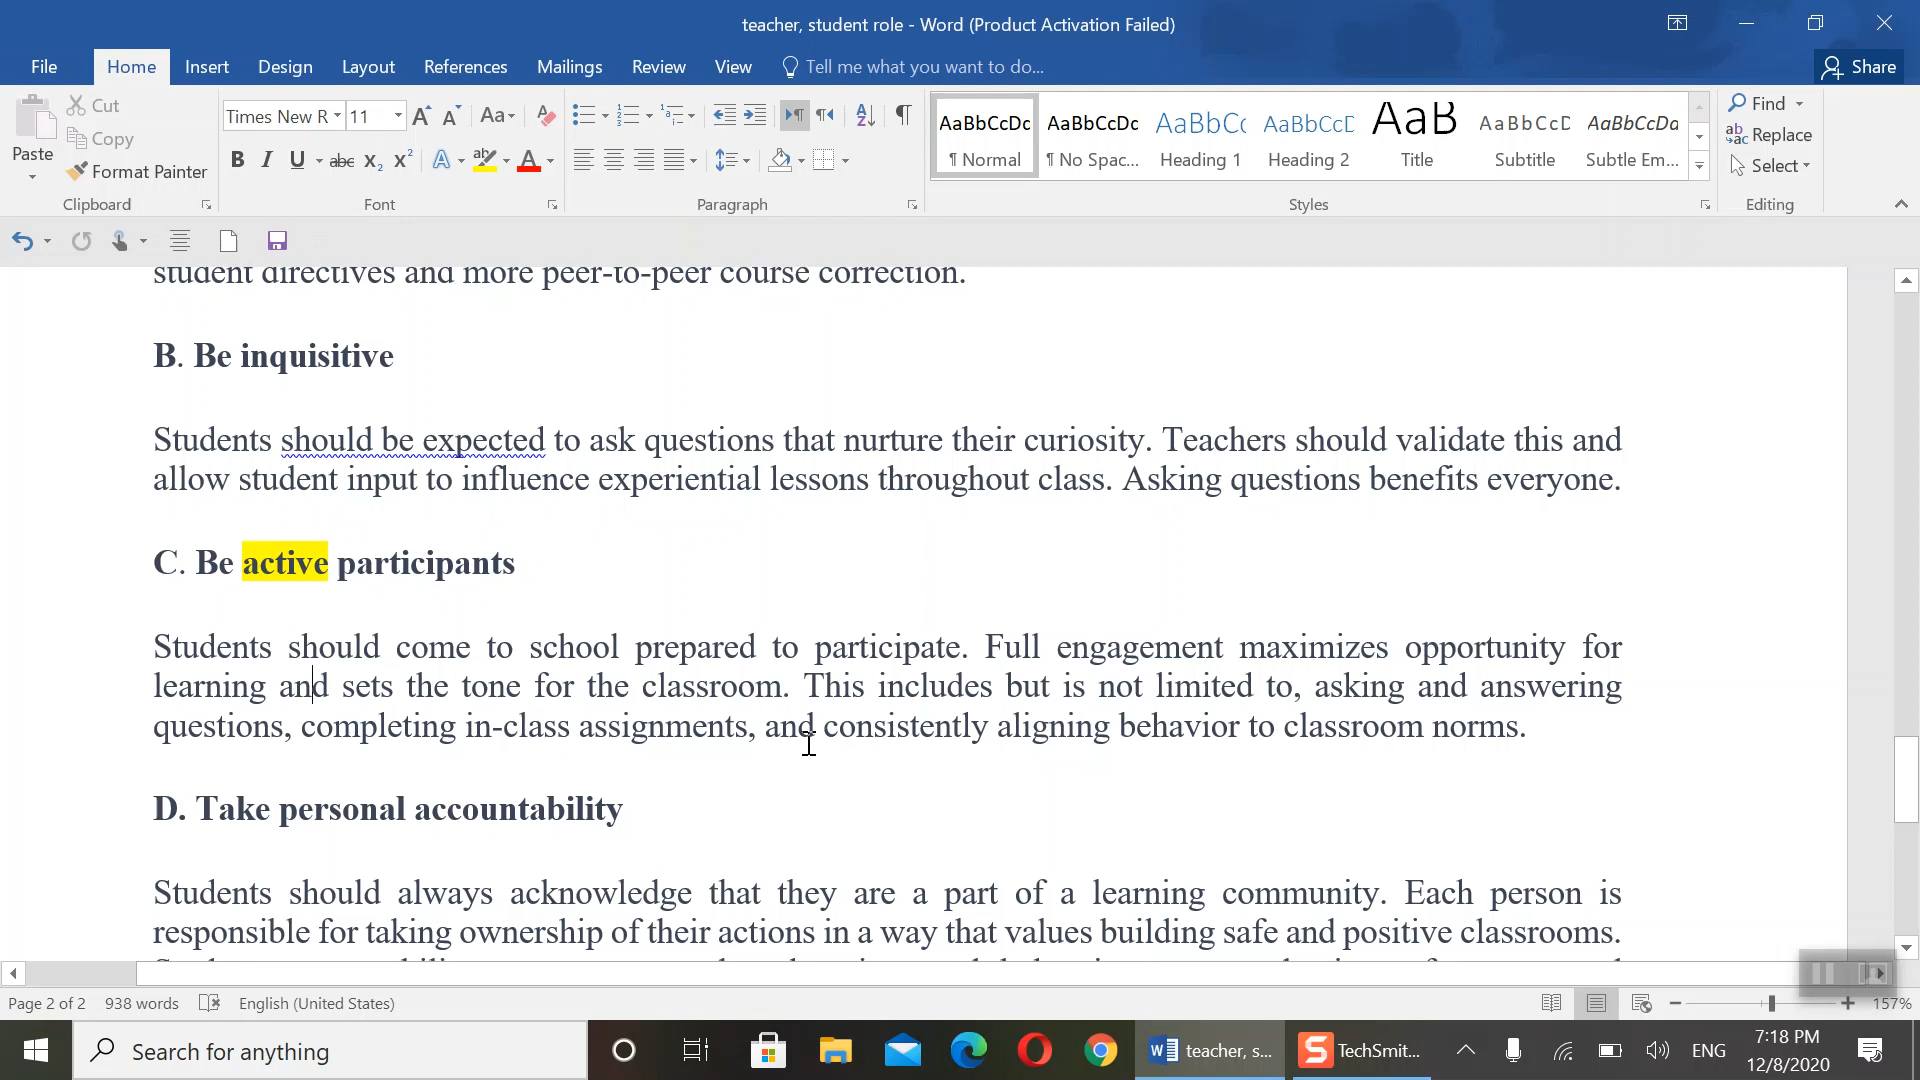 teacher, student role - Word (Product Activation Failed)
File Home Insert Design Layout References Mailings Review View Tell me what you want to do... Share
Cut
Copy
Paste
Format Painter
Clipboard
Times New R 11
Aa
B I U abc X₂ X² A ab A
Font
Paragraph
AaBbCcDc AaBbCcDc AaBbCc AaBbCcD AaB AaBbCcD AaBbCcDa
¶ Normal ¶ No Spac... Heading 1 Heading 2 Title Subtitle Subtle Em...
Styles
Find
Replace
Select
Editing
student directives and more peer-to-peer course correction.
B. Be inquisitive
Students should be expected to ask questions that nurture their curiosity. Teachers should validate this and
allow student input to influence experiential lessons throughout class. Asking questions benefits everyone.
C. Be active participants
Students should come to school prepared to participate. Full engagement maximizes opportunity for
learning and sets the tone for the classroom. This includes but is not limited to, asking and answering
questions, completing in-class assignments, and consistently aligning behavior to classroom norms.
D. Take personal accountability
Students should always acknowledge that they are a part of a learning community. Each person is
responsible for taking ownership of their actions in a way that values building safe and positive classrooms.
Page 2 of 2 938 words English (United States) 157%
Search for anything
teacher, s... TechSmit... ENG
7:18 PM
12/8/2020